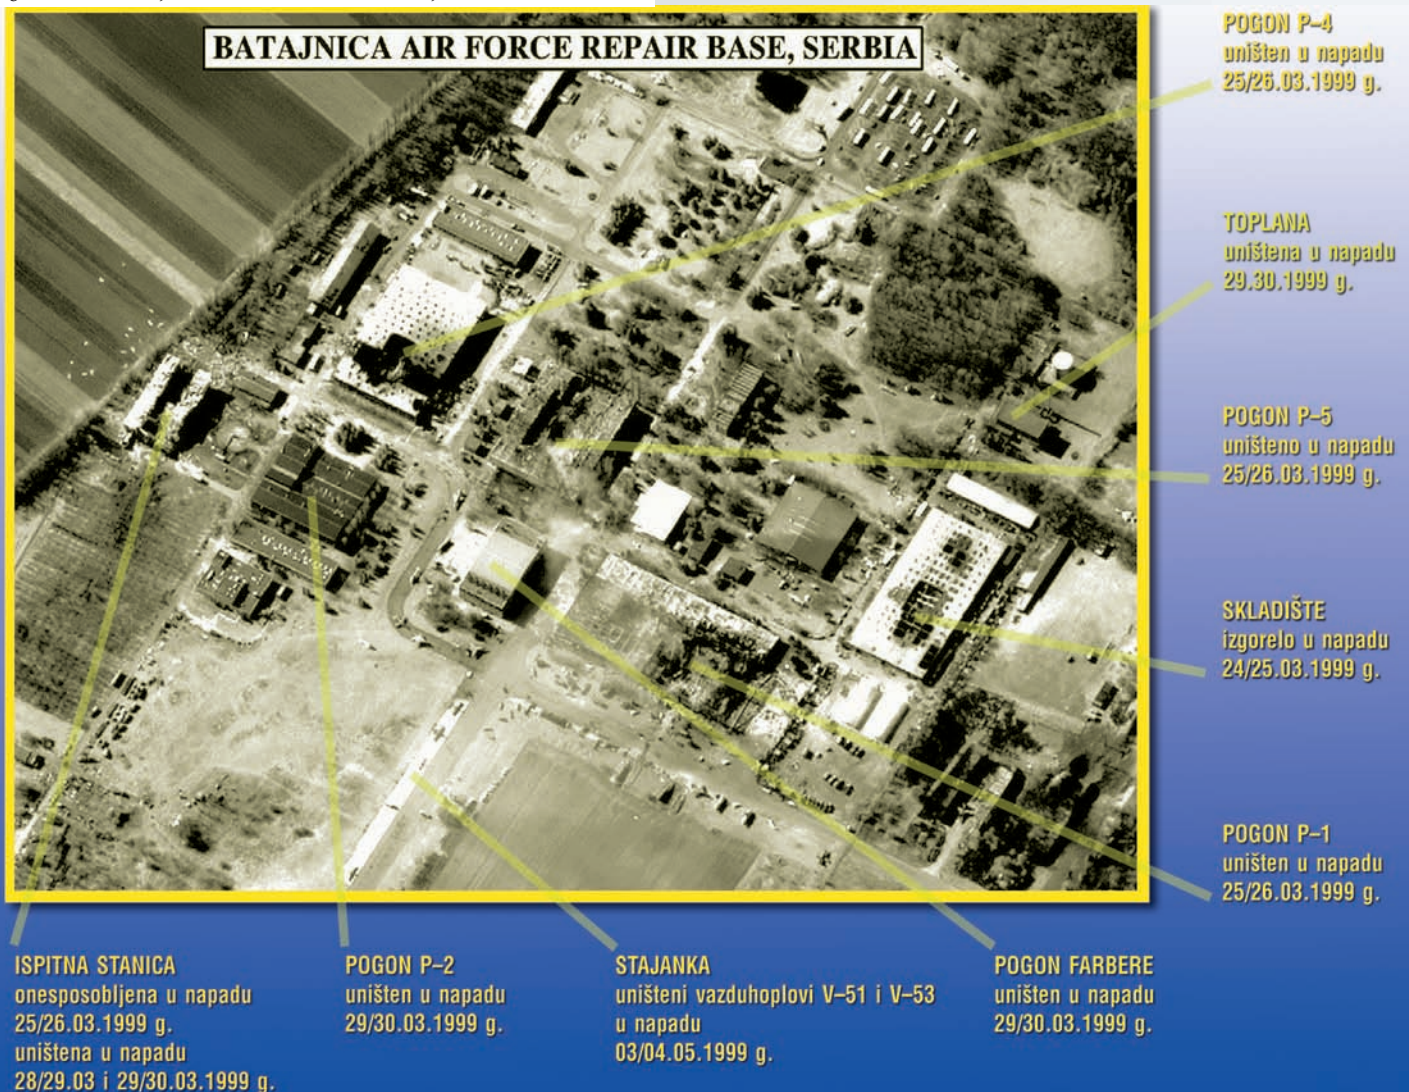 BATAJNICA AIR FORCE REPAIR BASE, SERBIA
POGON P–4
uništen u napadu
25/26.03.1999 g.
TOPLANA
uništena u napadu
29.30.1999 g.
POGON P–5
uništeno u napadu
25/26.03.1999 g.
SKLADIŠTE
izgorelo u napadu
24/25.03.1999 g.
POGON P–1
uništen u napadu
25/26.03.1999 g.
ISPITNA STANICA
onesposobljena u napadu
25/26.03.1999 g.
uništena u napadu
28/29.03 i 29/30.03.1999 g.
POGON P–2
uništen u napadu
29/30.03.1999 g.
STAJANKA
uništeni vazduhoplovi V–51 i V–53
u napadu
03/04.05.1999 g.
POGON FARBERE
uništen u napadu
29/30.03.1999 g.